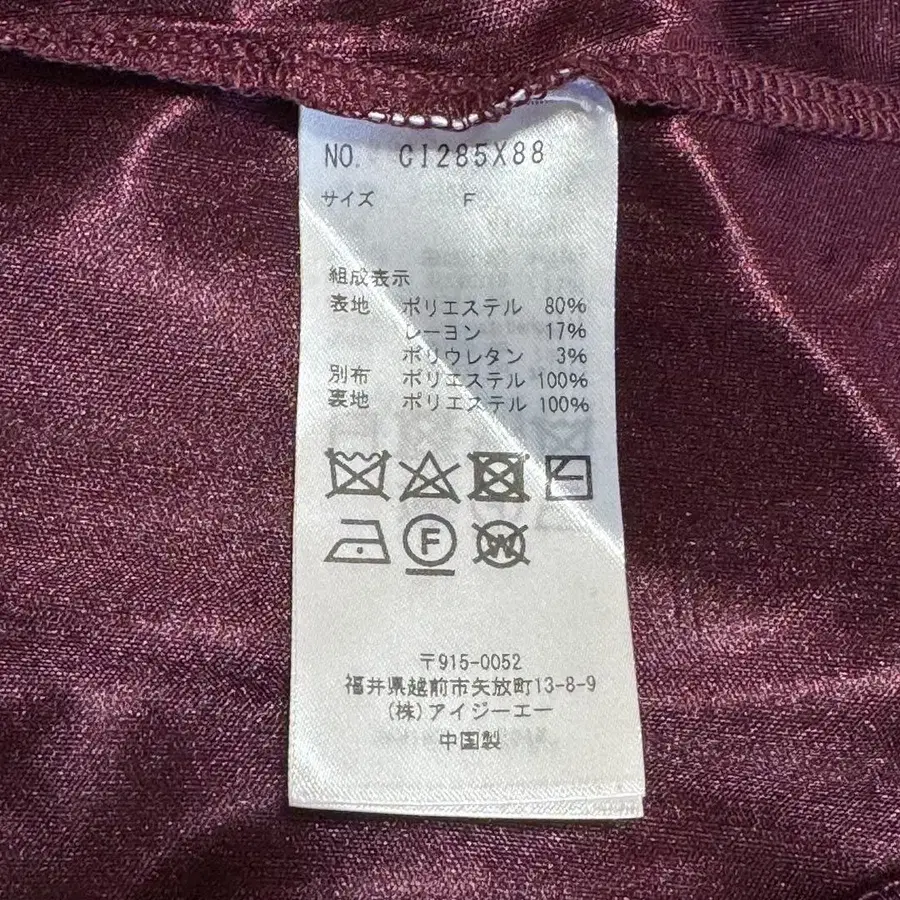 NO. CI285X88
サイズ F
組成表示
表地 ポリエステル 80%
レーヨン 17%
ポリウレタン 3%
別布 ポリエステル 100%
裏地 ポリエステル 100%
F W
〒915-0052
福井県越前市矢放町13-8-9
(株)アイジーエー
中国製